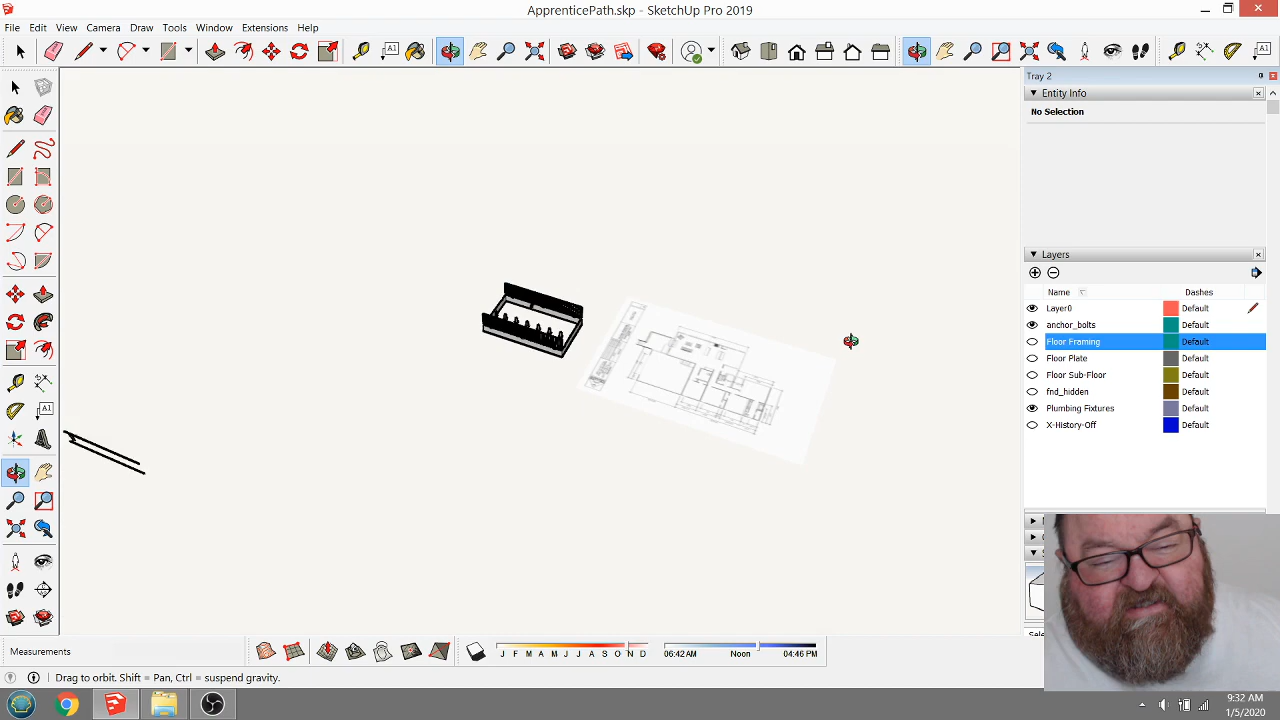 ApprenticePath.skp - SketchUp Pro 2019
File Edit View Camera Draw Tools Window Extensions Help
Tray 2
Entity Info
No Selection
Layers
Name Dashes
Layer0 Default
anchor_bolts Default
Floor Framing Default
Floor Plate Default
Floor Sub-Floor Default
fnd_hidden Default
Plumbing Fixtures Default
X-History-Off Default
Measurements
J F M A M J J A S O N D
06:42 AM Noon 04:46 PM
Drag to orbit. Shift = Pan, Ctrl = suspend gravity.
9:32 AM
1/5/2020